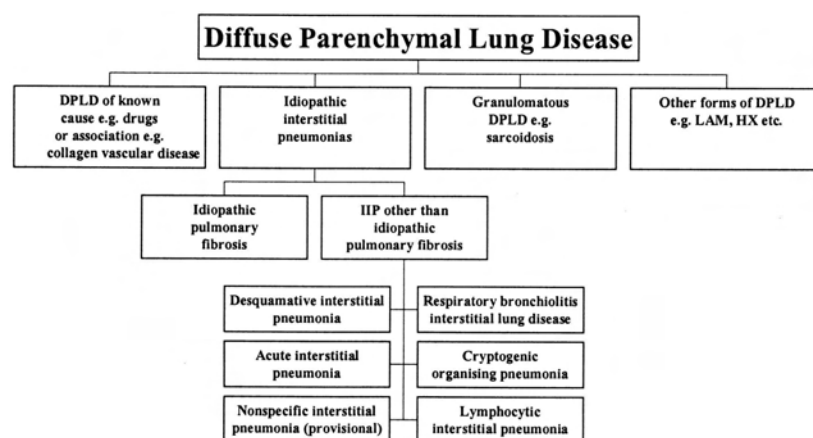 Diffuse Parenchymal Lung Disease
DPLD of known
cause e.g. drugs
or association e.g.
collagen vascular disease
Idiopathic
interstitial
pneumonias
Granulomatous
DPLD e.g.
sarcoidosis
Other forms of DPLD
e.g. LAM, HX etc.
Idiopathic
pulmonary
fibrosis
IIP other than
idiopathic
pulmonary fibrosis
Desquamative interstitial
pneumonia
Respiratory bronchiolitis
interstitial lung disease
Acute interstitial
pneumonia
Cryptogenic
organising pneumonia
Nonspecific interstitial
pneumonia (provisional)
Lymphocytic
interstitial pneumonia